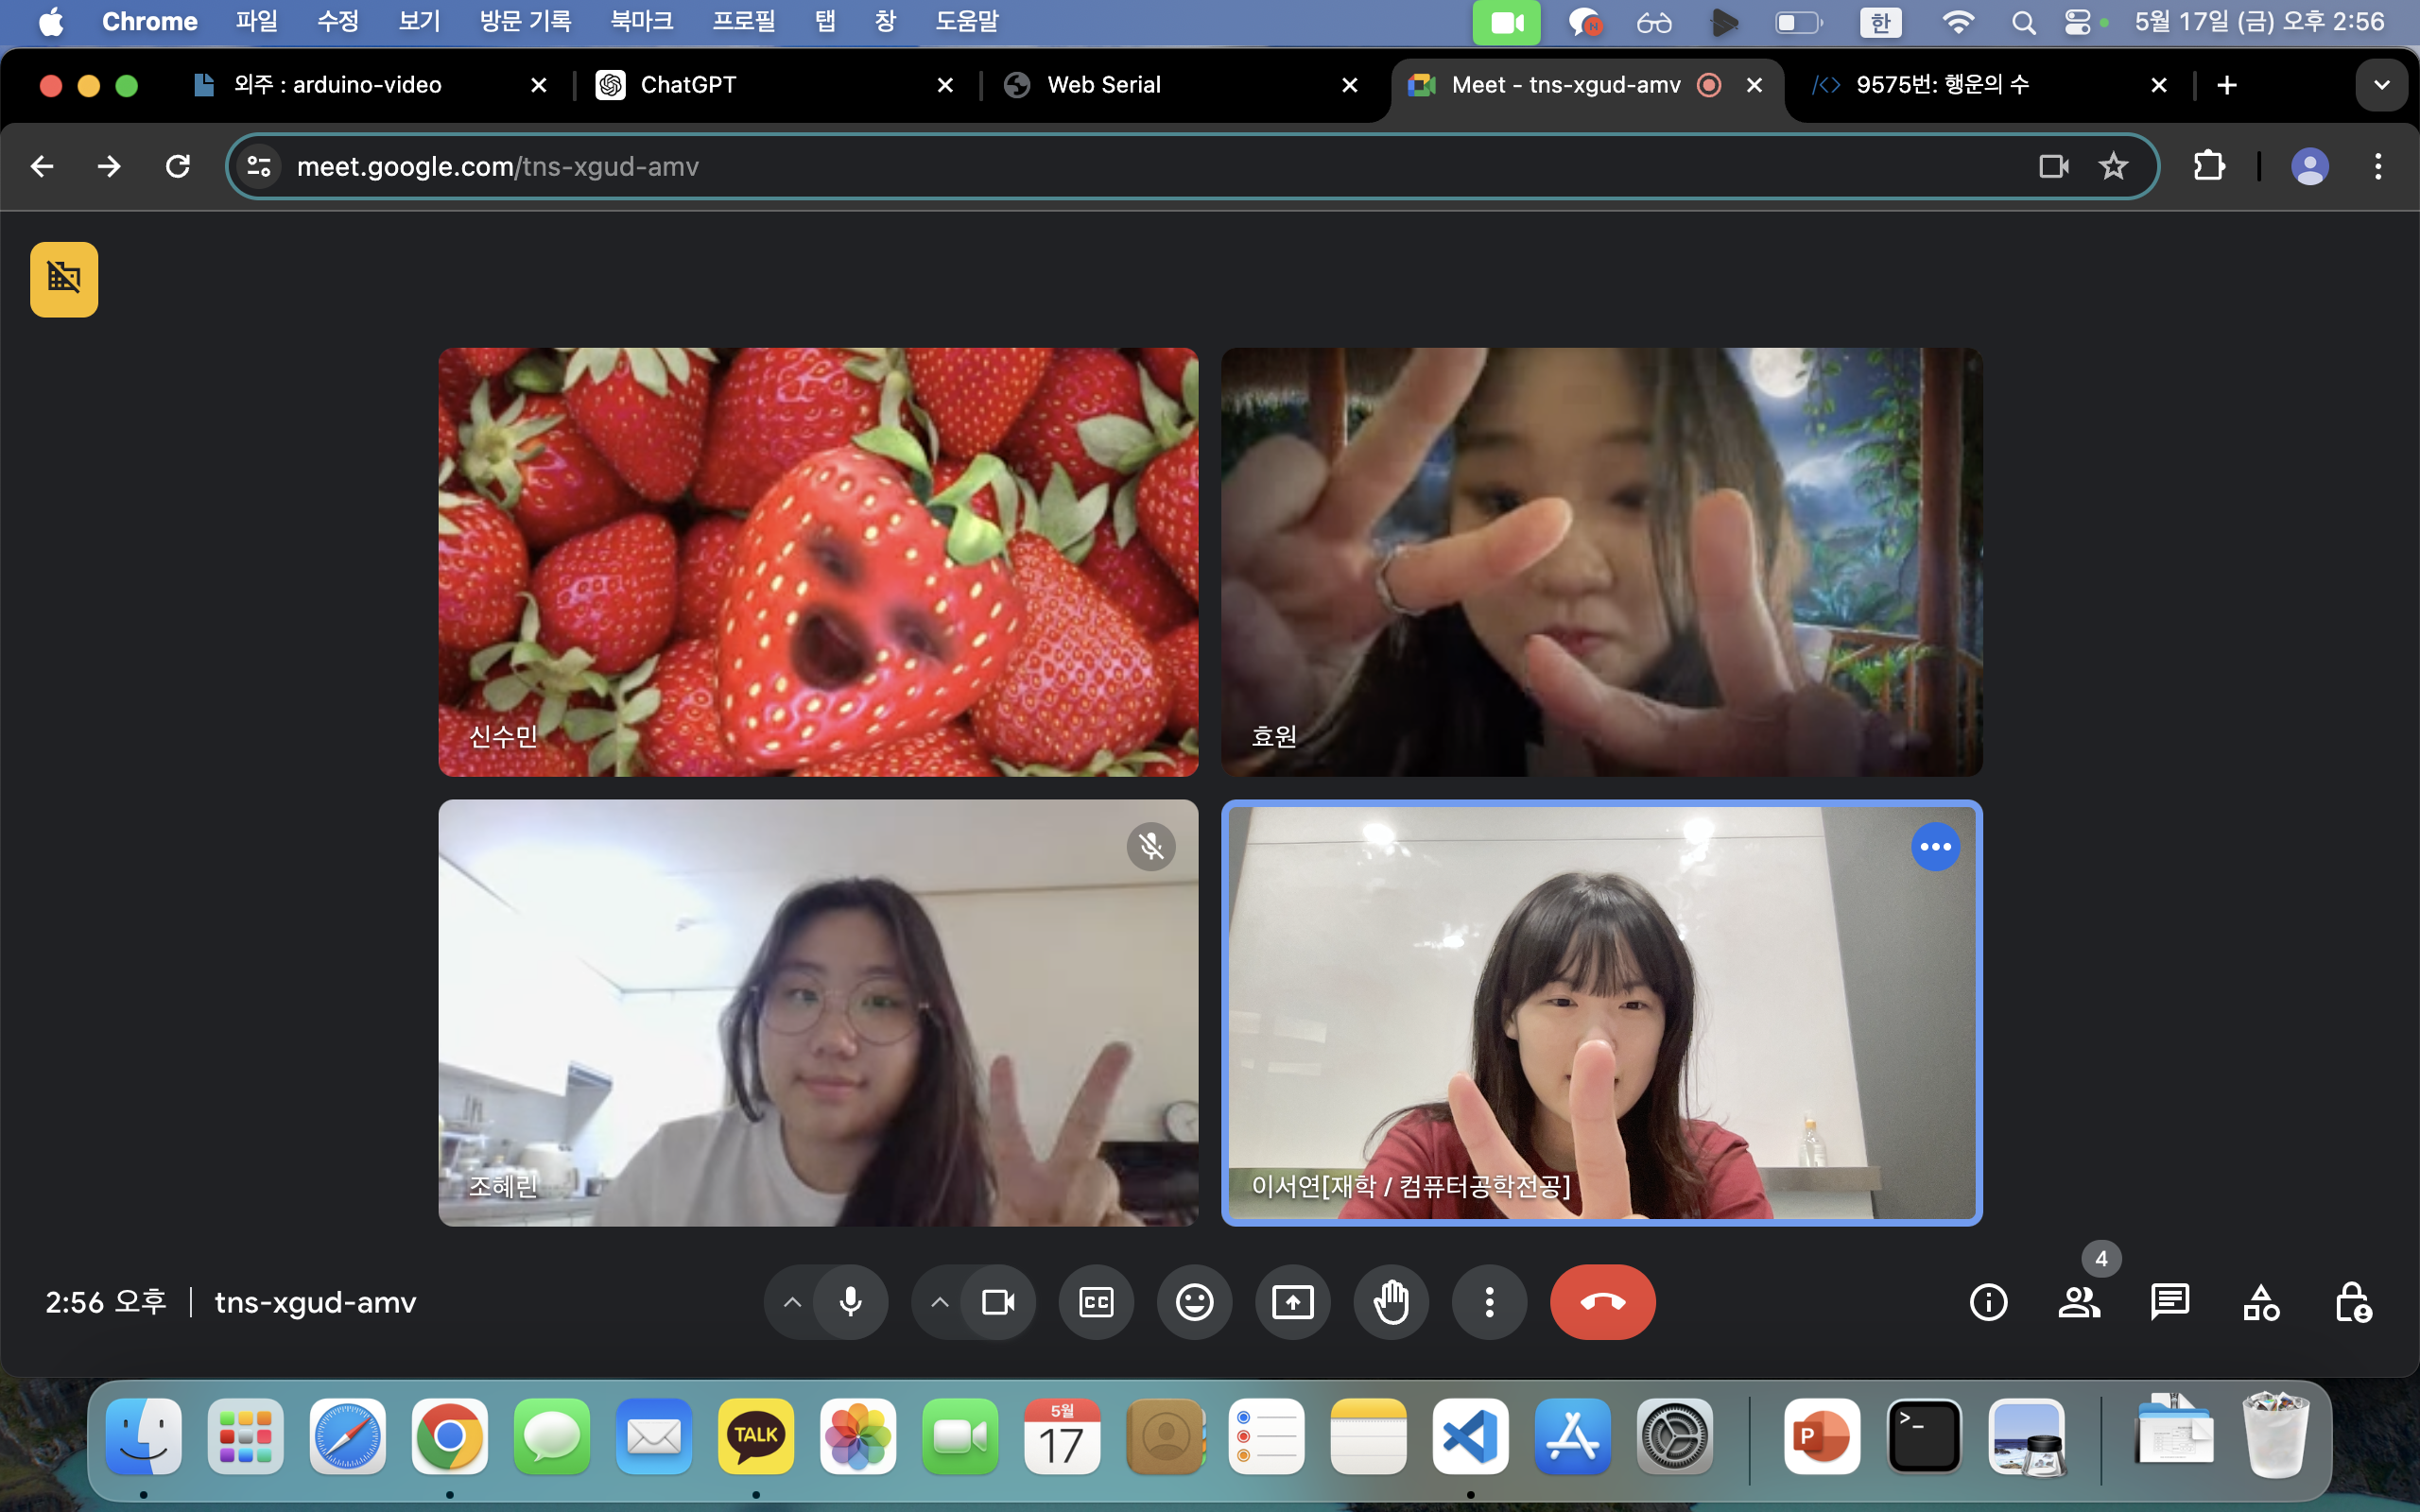 Chrome 파일 수정 보기 방문 기록 북마크 프로필 탭 창 도움말 N 한 5월 17일 (금) 오후 2:56
외주 : arduino-video ChatGPT Web Serial Meet - tns-xgud-amv 9575번: 행운의 수
meet.google.com/tns-xgud-amv
신수민
효원
조혜린
이서연[재학 / 컴퓨터공학전공]
2:56 오후 tns-xgud-amv CC 4
TALK 5월 17 P >_